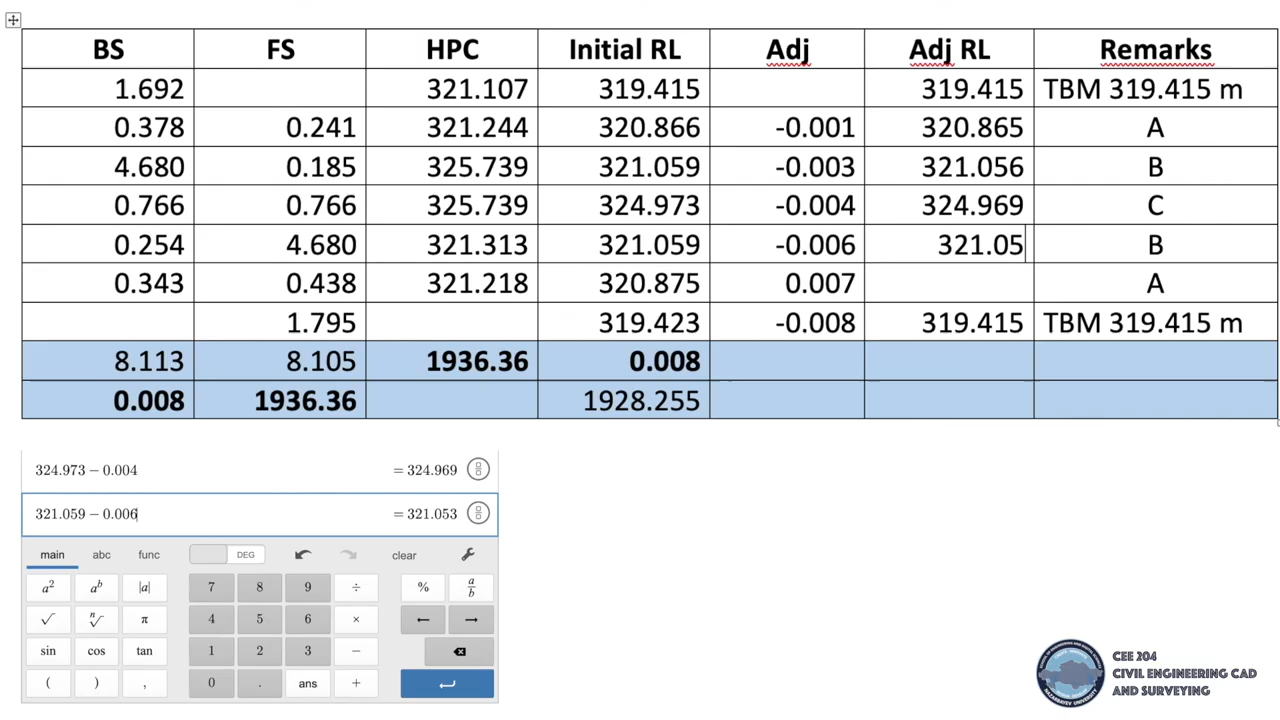 BS FS HPC Initial RL Adj Adj RL Remarks
1.692 321.107 319.415 319.415 TBM 319.415 m
0.378 0.241 321.244 320.866 -0.001 320.865 A
4.680 0.185 325.739 321.059 -0.003 321.056 B
0.766 0.766 325.739 324.973 -0.004 324.969 C
0.254 4.680 321.313 321.059 -0.006 321.05 B
0.343 0.438 321.218 320.875 0.007 A
1.795 319.423 -0.008 319.415 TBM 319.415 m
8.113 8.105 1936.36 0.008
0.008 1936.36 1928.255
324.973 − 0.004 = 324.969
321.059 − 0.006 = 321.053
main abc func DEG clear
a² aᵇ |a| 7 8 9 ÷ % a/b
√ ⁿ√ π 4 5 6 × ← →
sin cos tan 1 2 3 −
( ) , 0 . ans +
CEE 204
CIVIL ENGINEERING CAD
AND SURVEYING